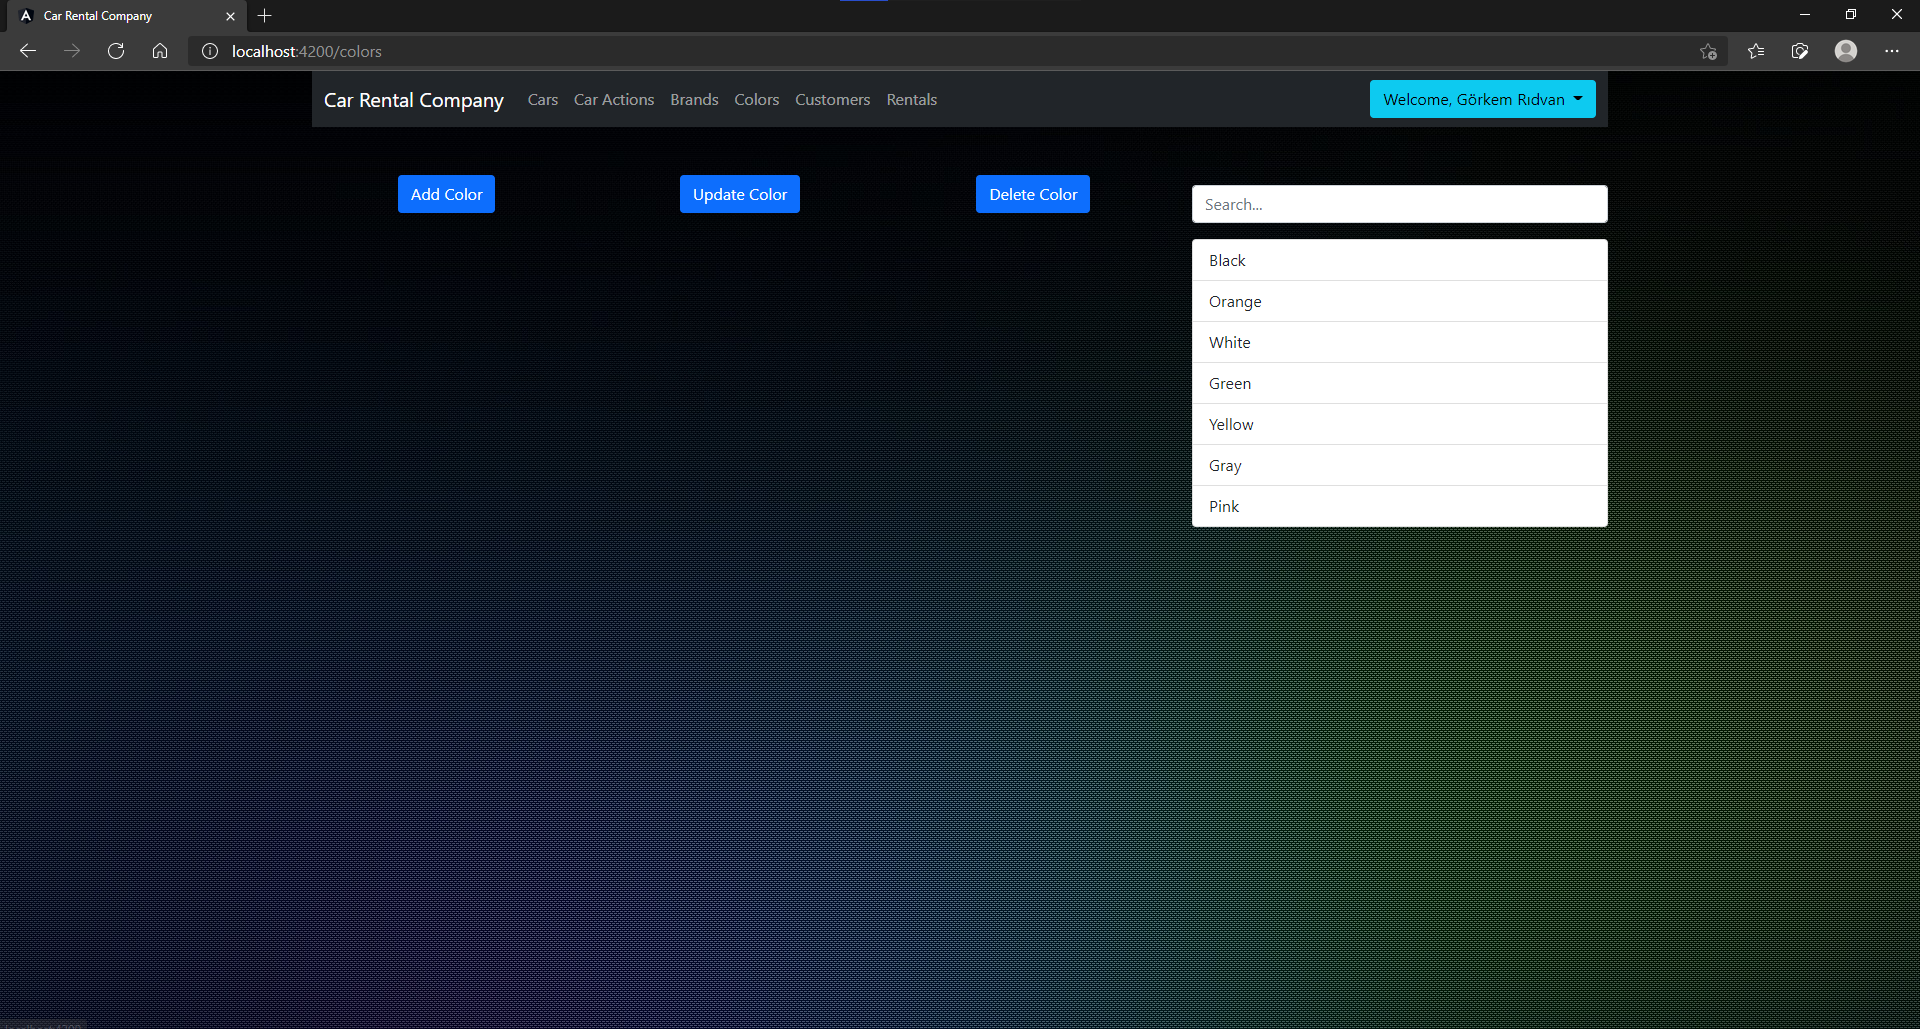 Car Rental Company
localhost:4200/colors
Car Rental Company Cars Car Actions Brands Colors Customers Rentals Welcome, Görkem Rıdvan
Add Color Update Color Delete Color
Search...
Black
Orange
White
Green
Yellow
Gray
Pink